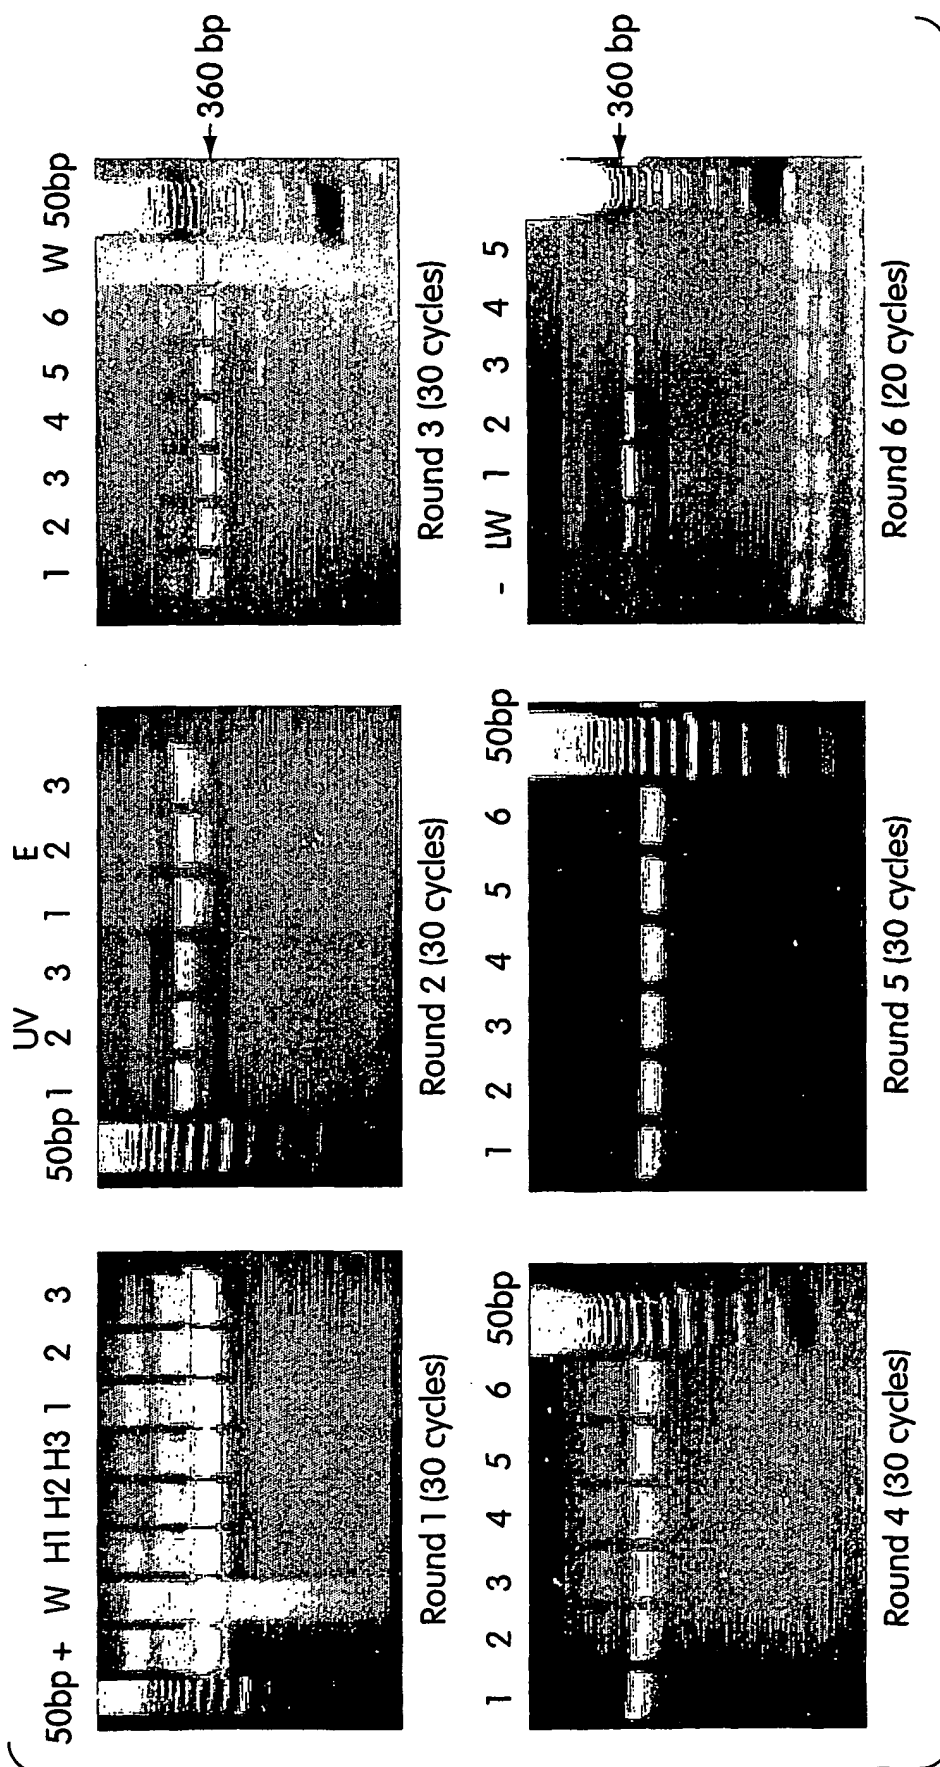 50bp + W H1 H2 H3 1 2 3
Round 1 (30 cycles)
UV E
50bp 1 2 3 1 2 3
Round 2 (30 cycles)
1 2 3 4 5 6 W 50bp
360 bp
Round 3 (30 cycles)
1 2 3 4 5 6 50bp
Round 4 (30 cycles)
1 2 3 4 5 6 50bp
Round 5 (30 cycles)
- LW 1 2 3 4 5
360 bp
Round 6 (20 cycles)